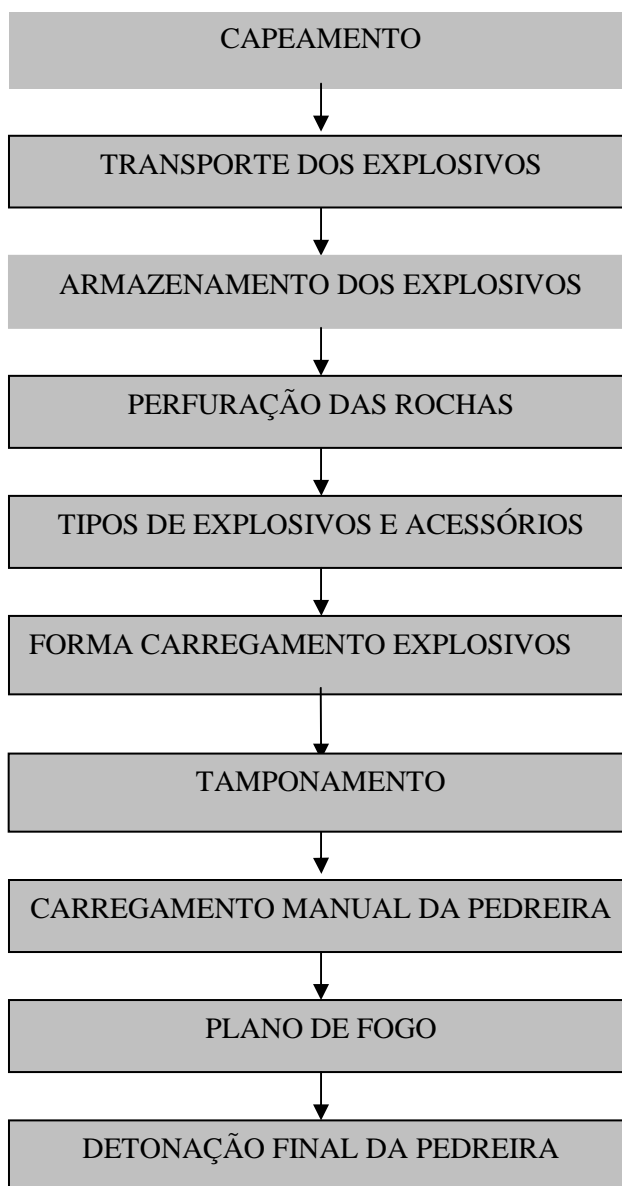 CAPEAMENTO
TRANSPORTE DOS EXPLOSIVOS
ARMAZENAMENTO DOS EXPLOSIVOS
PERFURAÇÃO DAS ROCHAS
TIPOS DE EXPLOSIVOS E ACESSÓRIOS
FORMA CARREGAMENTO EXPLOSIVOS
TAMPONAMENTO
CARREGAMENTO MANUAL DA PEDREIRA
PLANO DE FOGO
DETONAÇÃO FINAL DA PEDREIRA